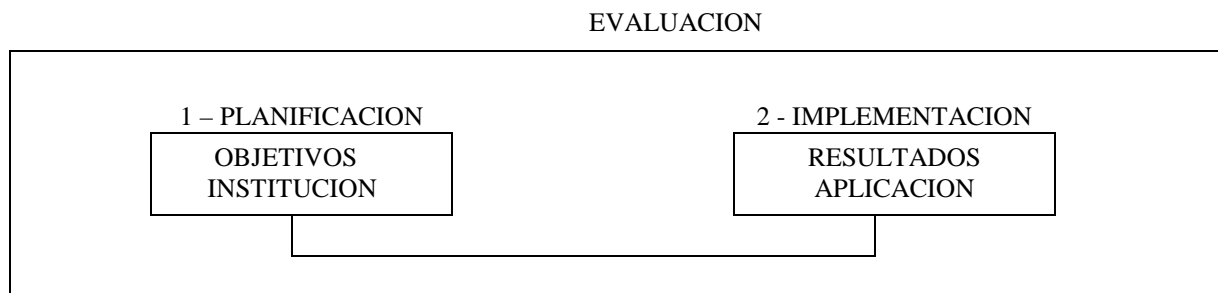 EVALUACION
1 – PLANIFICACION
OBJETIVOS
INSTITUCION
2 - IMPLEMENTACION
RESULTADOS
APLICACION